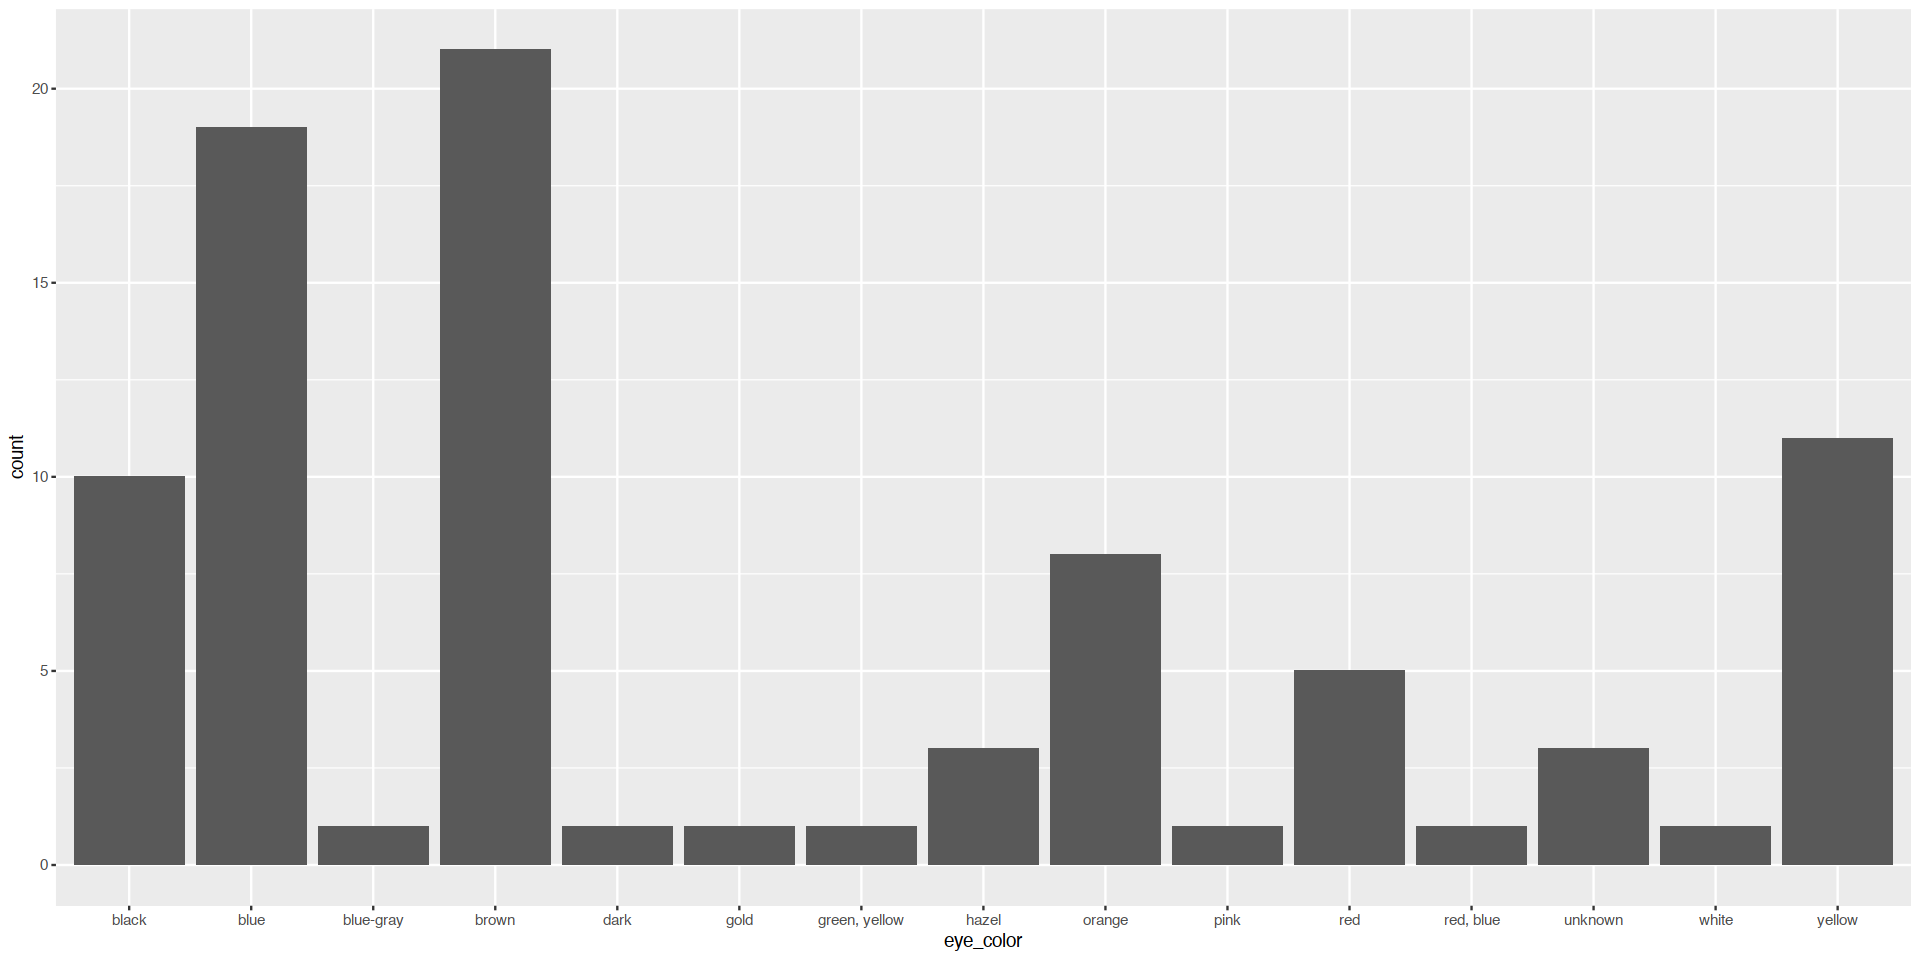 20
15
10
5
0
count
black blue blue-gray brown dark gold green, yellow hazel orange pink red red, blue unknown white yellow
eye_color